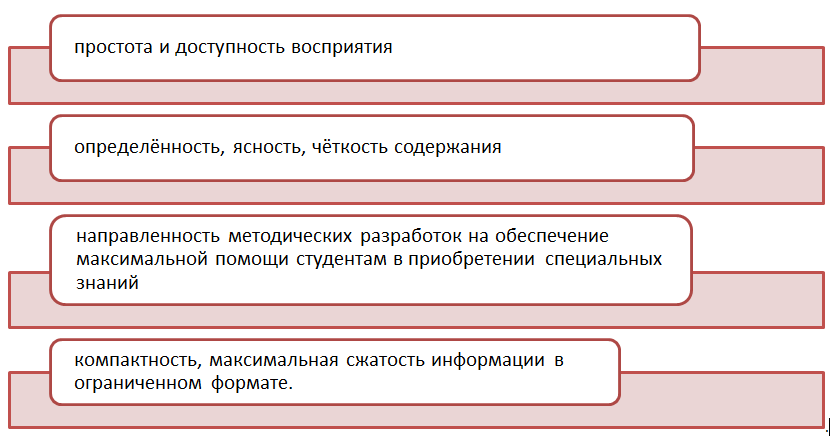 простота и доступность восприятия
определённость, ясность, чёткость содержания
направленность методических разработок на обеспечение
максимальной помощи студентам в приобретении специальных
знаний
компактность, максимальная сжатость информации в
ограниченном формате.
.